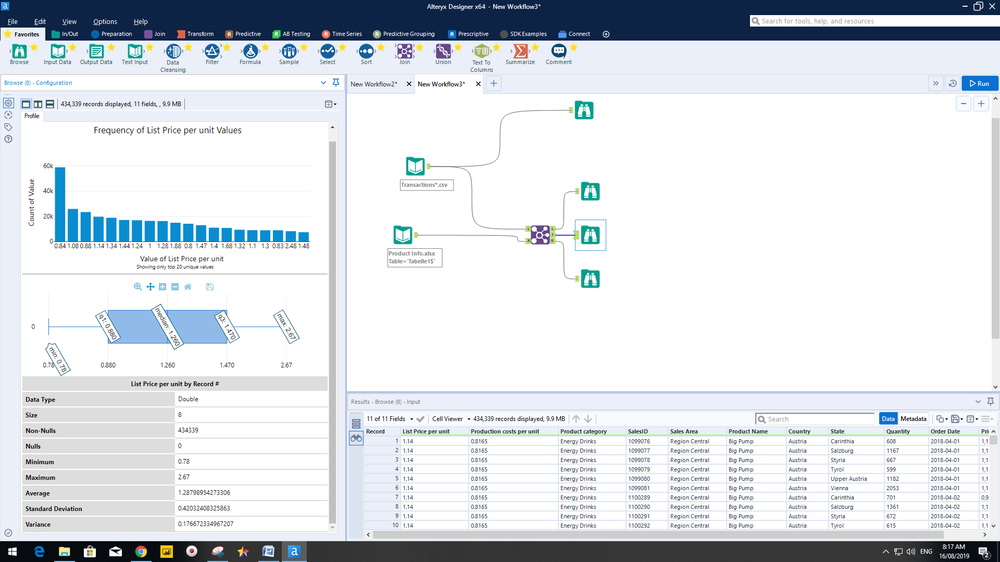 Alteryx Designer x64 - New Workflow3*
File Edit View Options Help
Search for tools, help, and resources
Favorites In/Out Preparation Join Transform Predictive AB Testing Time Series Predictive Grouping Prescriptive SDK Examples Connect
Browse Input Data Output Data Text Input Data Cleansing Filter Formula Sample Select Sort Join Union Text To Columns Summarize Comment
Browse (8) - Configuration
434,339 records displayed, 11 fields, , 9.9 MB
Profile
Frequency of List Price per unit Values
60k
40k
20k
0
Count of Value
0.84 1.08 0.88 1.14 1.34 1.44 1.24 1 1.28 1.88 0.8 1.47 1.4 1.68 1.32 1.1 1.3 0.83 2.48 1.48
Value of List Price per unit
Showing only top 20 unique values
0
min: 0.78
q1: 0.880
median: 1.260
q3: 1.470
max: 2.67
0.78 0.880 1.260 1.470 2.67
List Price per unit by Record #
Data Type Double
Size 8
Non-Nulls 434339
Nulls 0
Minimum 0.78
Maximum 2.67
Average 1.28798954273306
Standard Deviation 0.42032408325863
Variance 0.176672334967207
New Workflow2* New Workflow3*
Run
Transactions*.csv
Product Info.xlsx
Table=`Tabelle1$`
L R L J R
Results - Browse (8) - Input
11 of 11 Fields Cell Viewer 434,339 records displayed, 9.9 MB Search Data Metadata
Record List Price per unit Production costs per unit Product category SalesID Sales Area Product Name Country State Quantity Order Date Pri
1 1.14 0.8165 Energy Drinks 1099076 Region Central Big Pump Austria Carinthia 608 2018-04-01 1,1
2 1.14 0.8165 Energy Drinks 1099077 Region Central Big Pump Austria Salzburg 1167 2018-04-01 1,1
3 1.14 0.8165 Energy Drinks 1099078 Region Central Big Pump Austria Styria 667 2018-04-01 1,1
4 1.14 0.8165 Energy Drinks 1099079 Region Central Big Pump Austria Tyrol 599 2018-04-01 1,1
5 1.14 0.8165 Energy Drinks 1099080 Region Central Big Pump Austria Upper Austria 1182 2018-04-01 1,1
6 1.14 0.8165 Energy Drinks 1099081 Region Central Big Pump Austria Vienna 2053 2018-04-01 1,1
7 1.14 0.8165 Energy Drinks 1100289 Region Central Big Pump Austria Carinthia 701 2018-04-02 0,9
8 1.14 0.8165 Energy Drinks 1100290 Region Central Big Pump Austria Salzburg 1361 2018-04-02 1,1
9 1.14 0.8165 Energy Drinks 1100291 Region Central Big Pump Austria Styria 672 2018-04-02 1,1
10 1.14 0.8165 Energy Drinks 1100292 Region Central Big Pump Austria Tyrol 615 2018-04-02 1,1
ENG
8:17 AM
16/08/2019
2